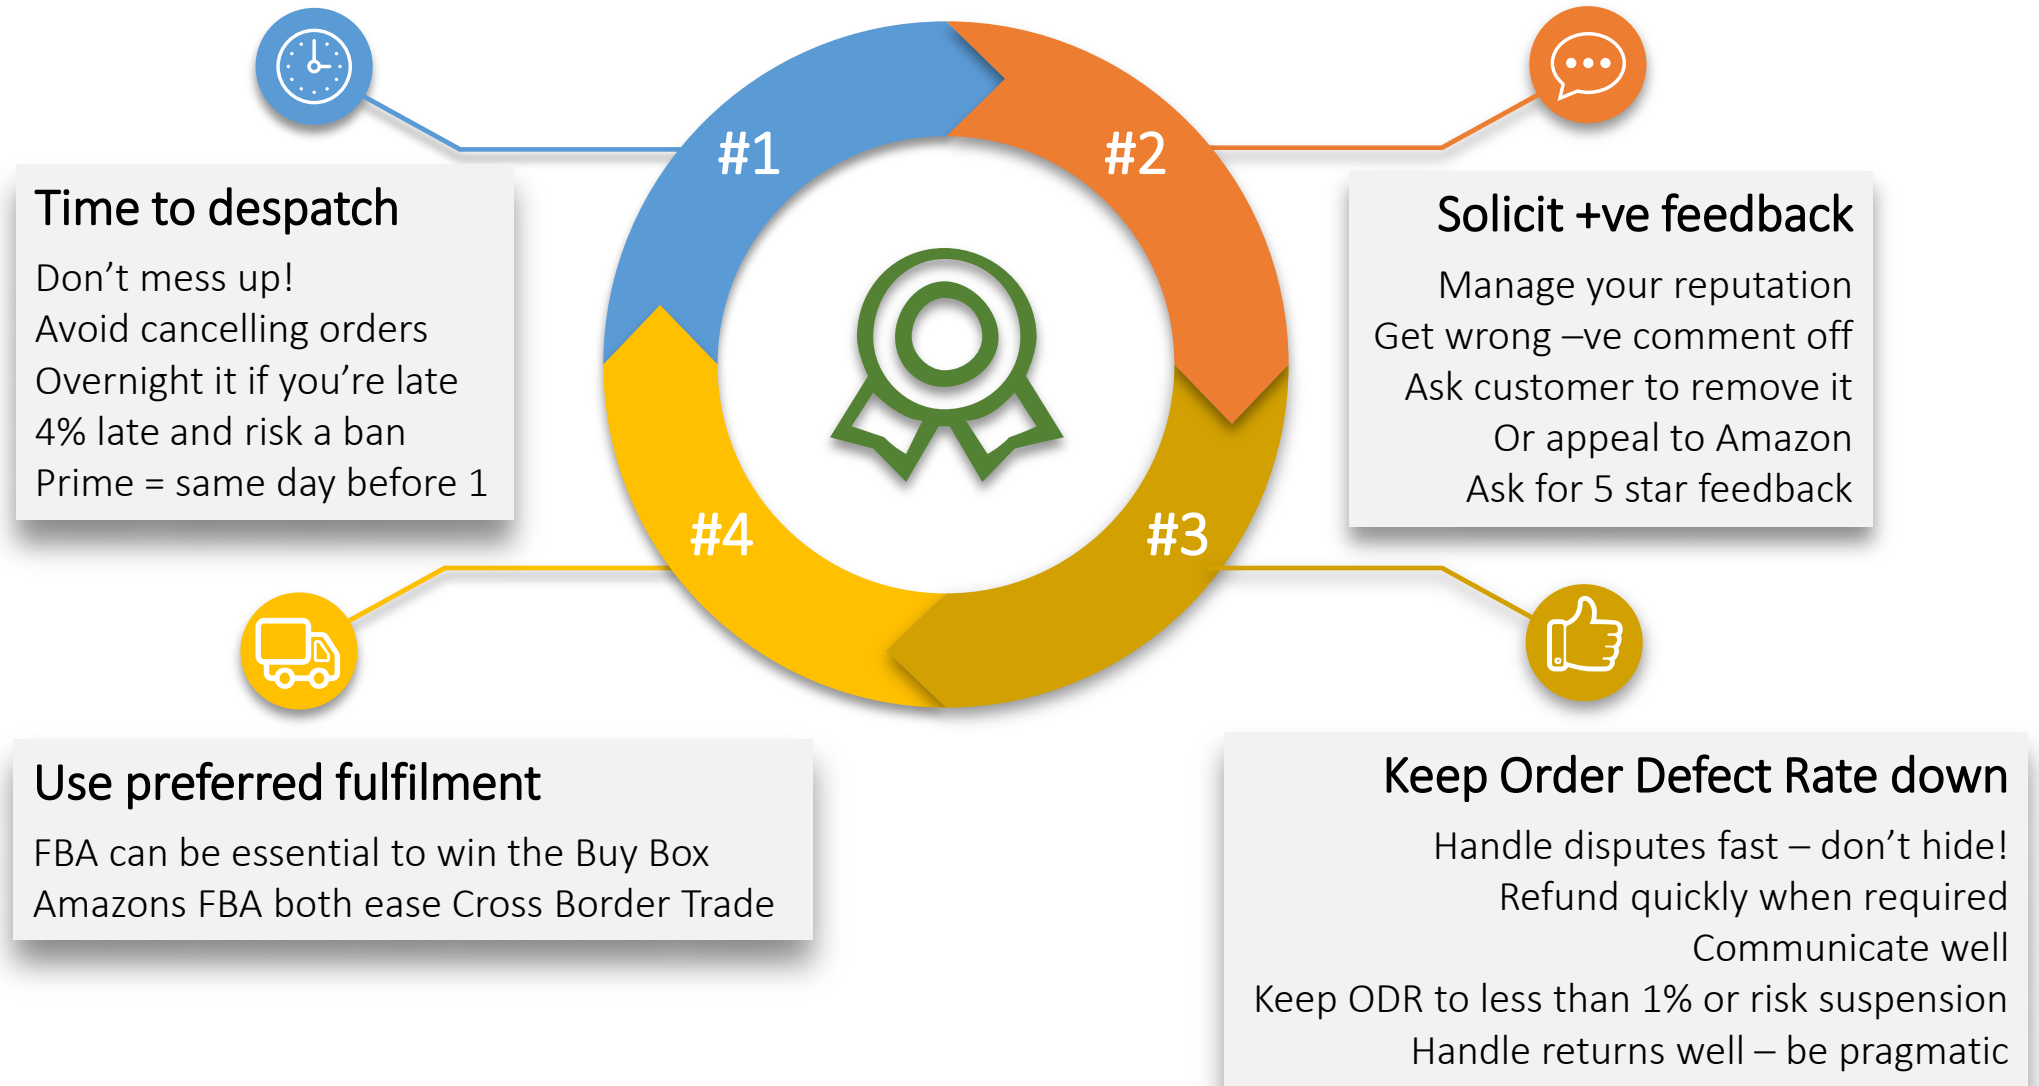 #1
Time to despatch
Don’t mess up!
Avoid cancelling orders
Overnight it if you’re late
4% late and risk a ban
Prime = same day before 1
#2
Solicit +ve feedback
Manage your reputation
Get wrong –ve comment off
Ask customer to remove it
Or appeal to Amazon
Ask for 5 star feedback
#3
Keep Order Defect Rate down
Handle disputes fast – don’t hide!
Refund quickly when required
Communicate well
Keep ODR to less than 1% or risk suspension
Handle returns well – be pragmatic
#4
Use preferred fulfilment
FBA can be essential to win the Buy Box
Amazons FBA both ease Cross Border Trade